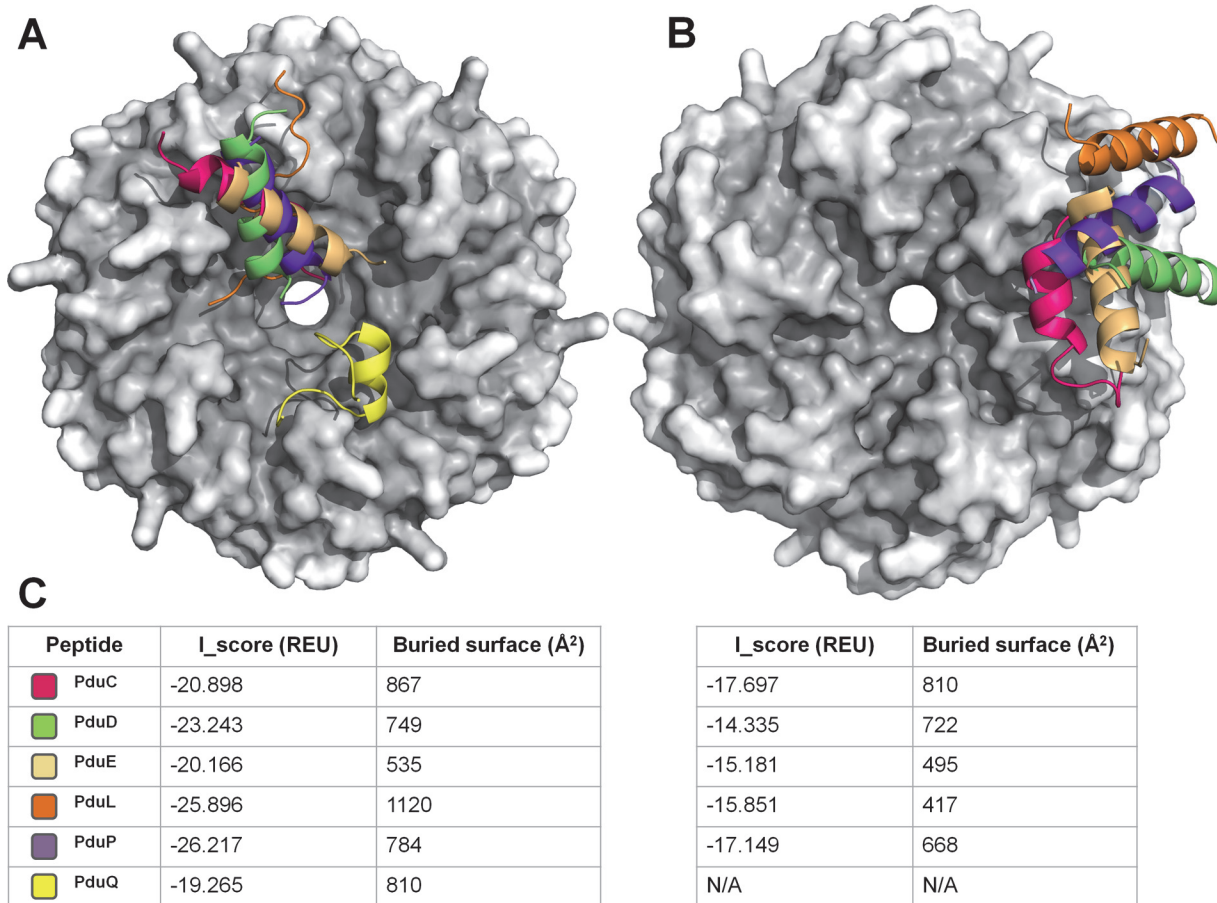 A
B
C
Peptide I_score (REU) Buried surface (Å²) I_score (REU) Buried surface (Å²)
PduC -20.898 867 -17.697 810
PduD -23.243 749 -14.335 722
PduE -20.166 535 -15.181 495
PduL -25.896 1120 -15.851 417
PduP -26.217 784 -17.149 668
PduQ -19.265 810 N/A N/A